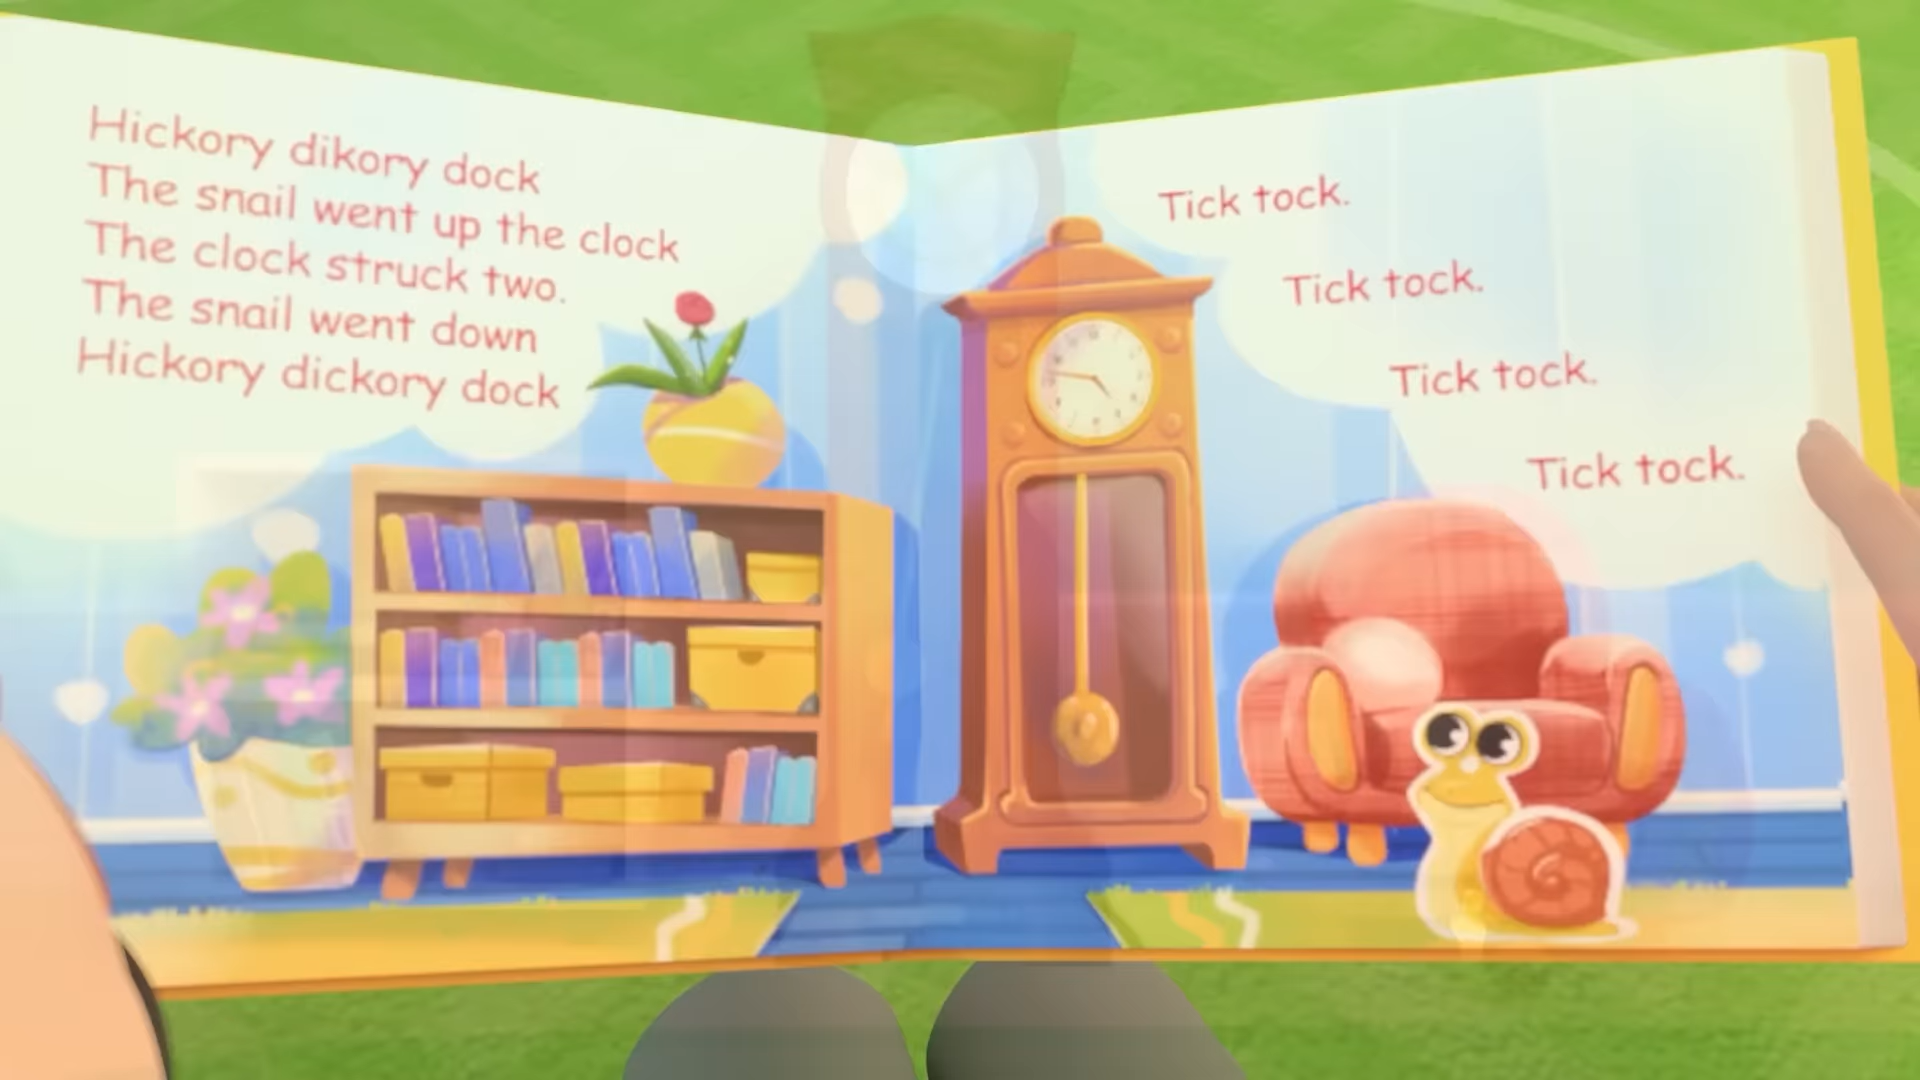 Hickory dikory dock
The snail went up the clock
The clock struck two.
The snail went down
Hickory dickory dock
Tick tock.
Tick tock.
Tick tock.
Tick tock.